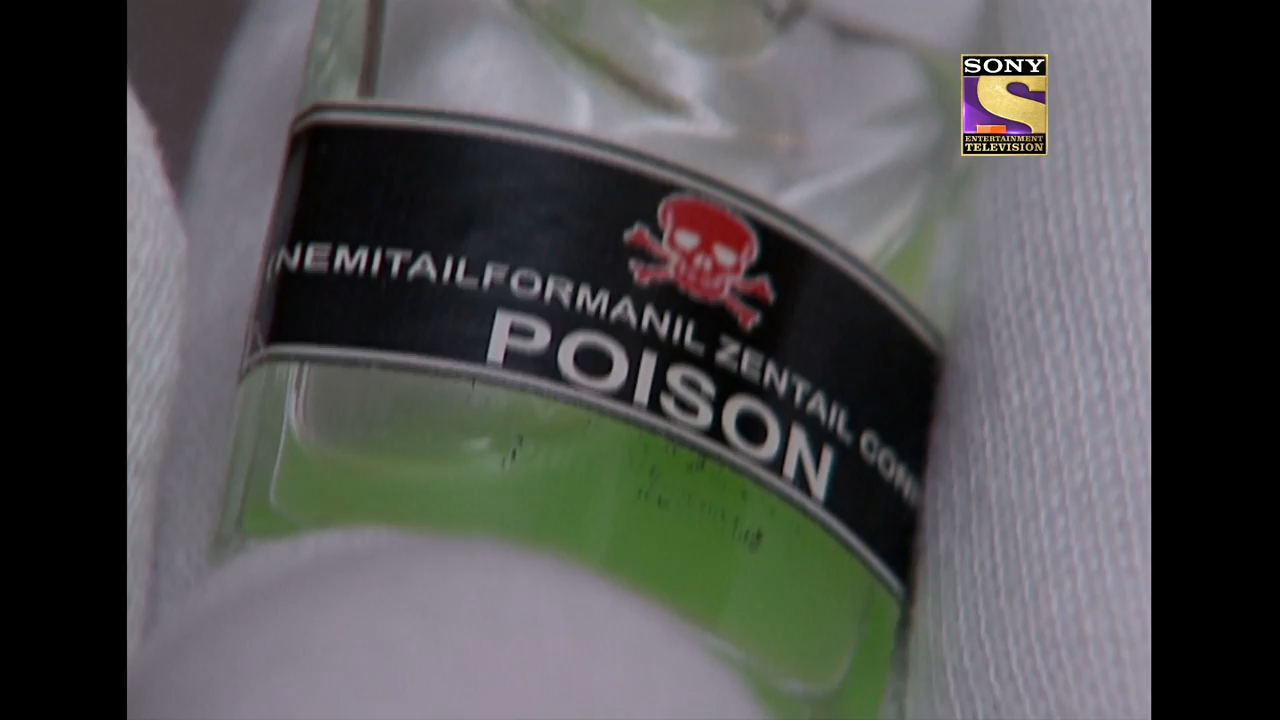 SONY
ENTERTAINMENT
TELEVISION
NEMITAILFORMANIL ZENTAIL
POISON